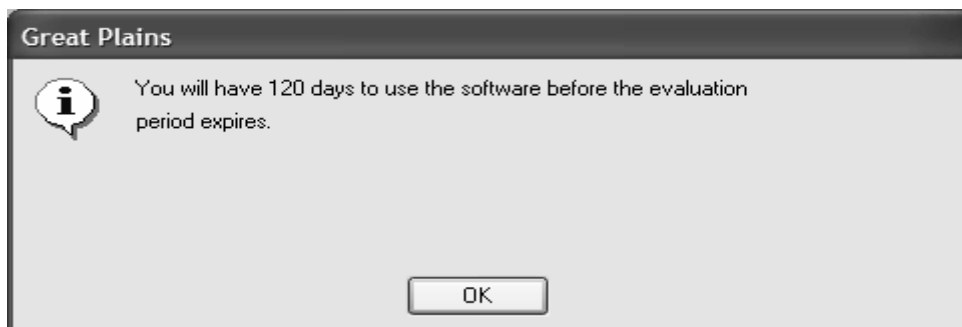 Great Plains
You will have 120 days to use the software before the evaluation
period expires.
OK